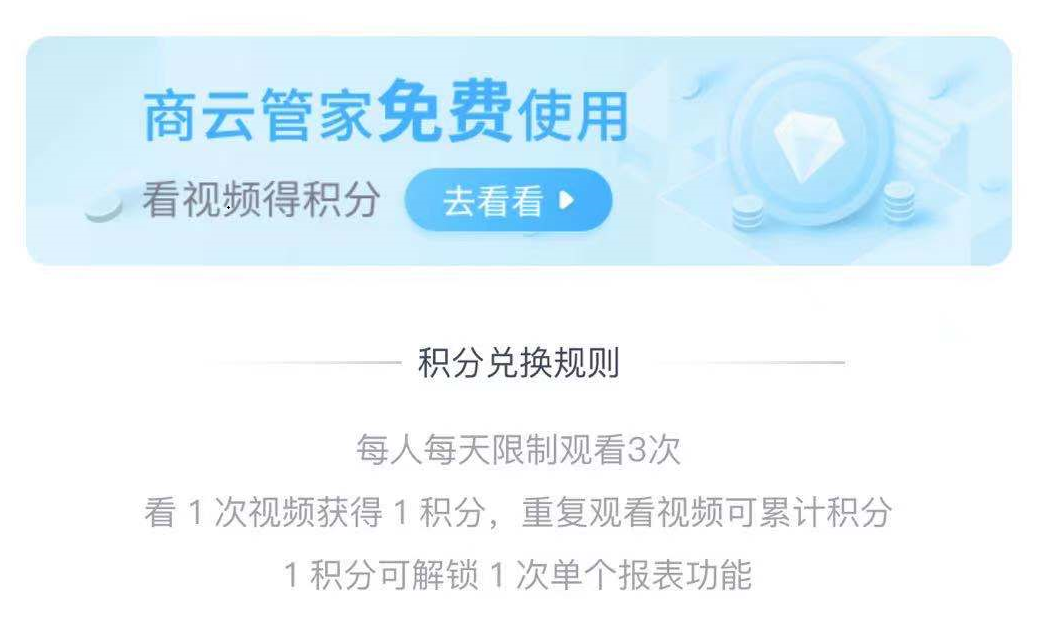 商云管家免费使用
看视频得积分
去看看
积分兑换规则
每人每天限制观看3次
看 1 次视频获得 1 积分，重复观看视频可累计积分
1 积分可解锁 1 次单个报表功能